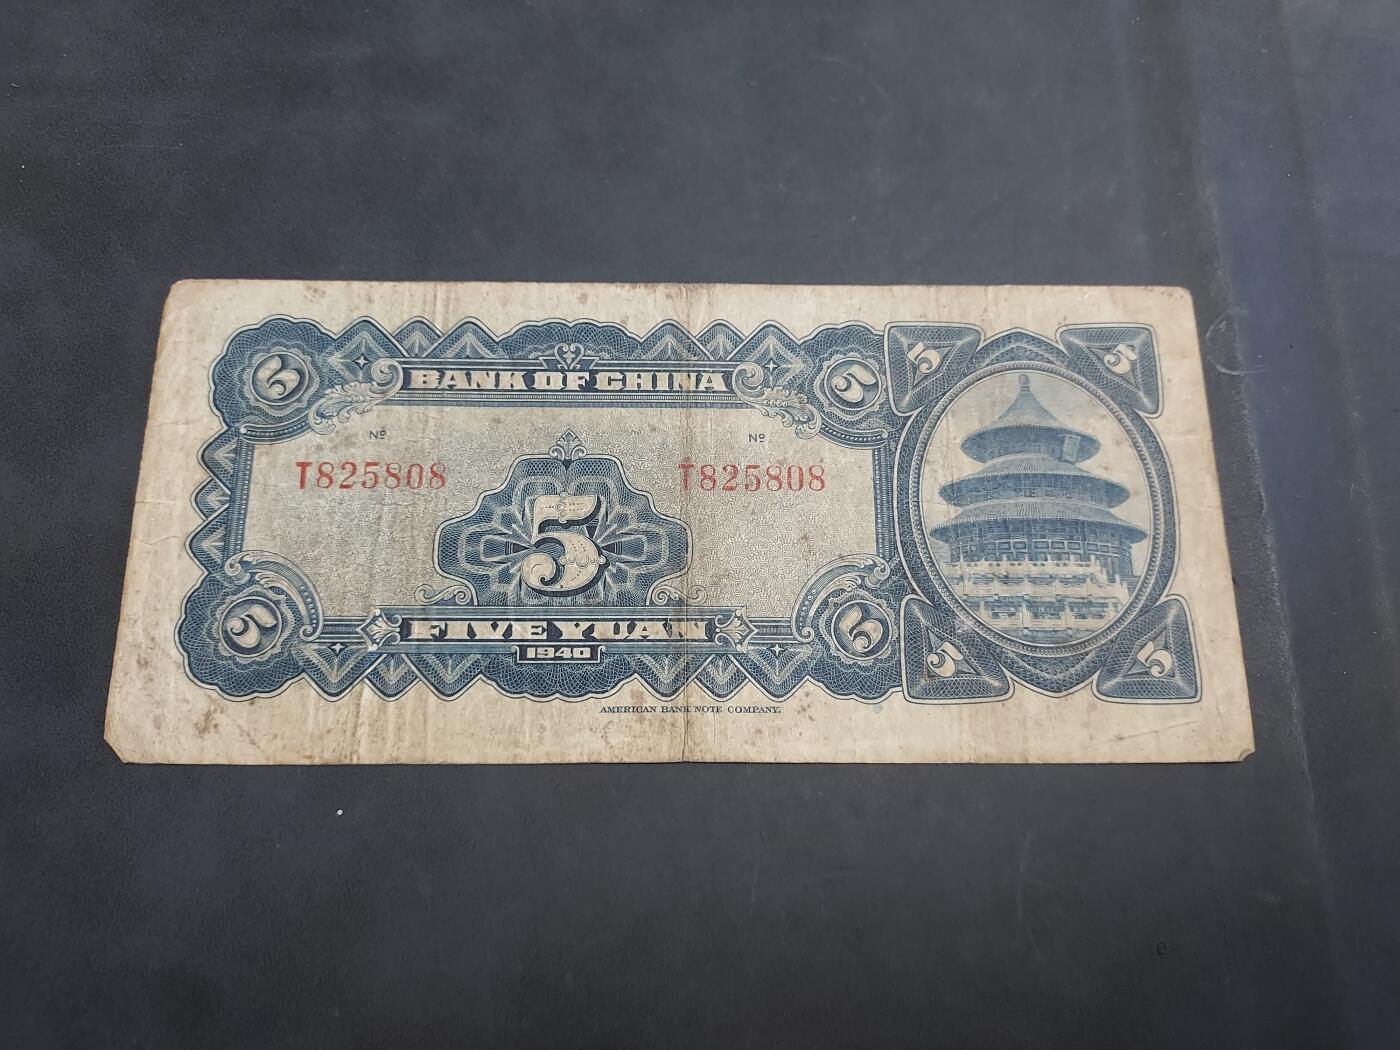 5 BANK OF CHINA 5 5 5
Nº Nº
T825808 T825808
5
5 FIVE YUAN 5 5 5
1940
AMERICAN BANK NOTE COMPANY.